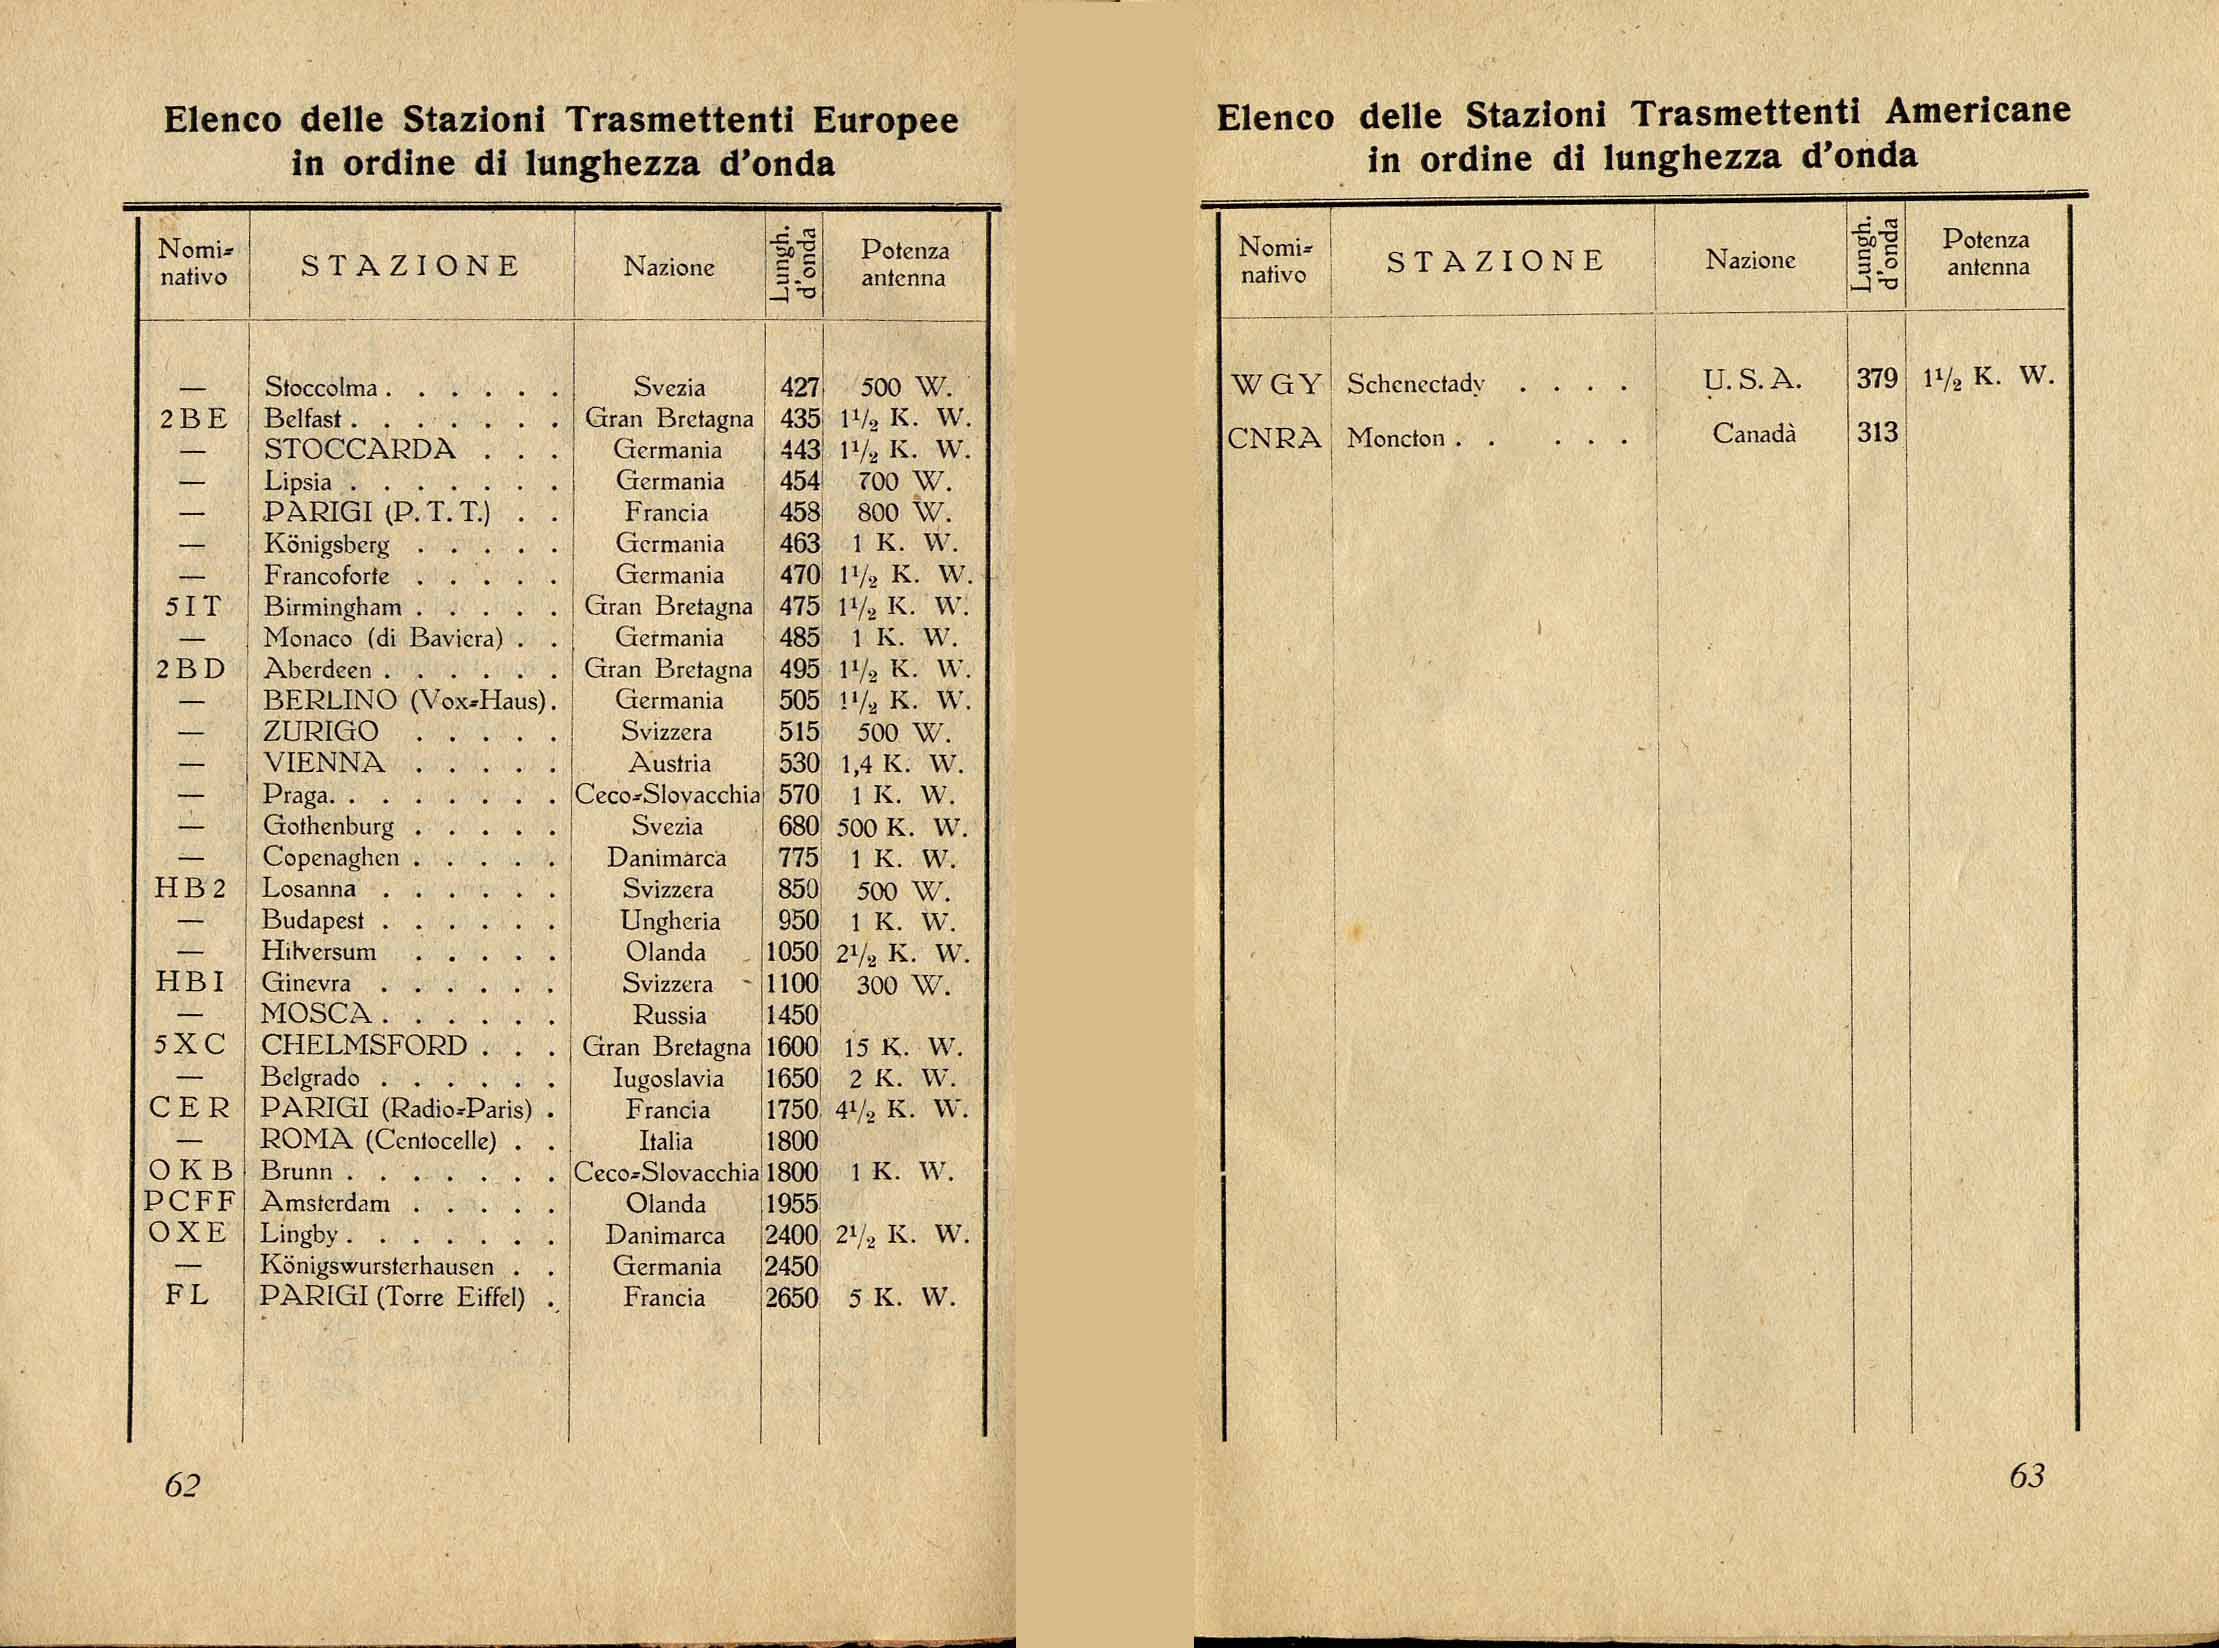 Elenco delle Stazioni Trasmettenti Europee
in ordine di lunghezza d'onda
Nomi-nativo STAZIONE Nazione Lungh. d'onda Potenza antenna
— Stoccolma . . . . . . Svezia 427 500 W.
2BE Belfast . . . . . . . Gran Bretagna 435 1½ K. W.
— STOCCARDA . . . Germania 443 1½ K. W.
— Lipsia . . . . . . . Germania 454 700 W.
— PARIGI (P. T. T.) . . Francia 458 800 W.
— Königsberg . . . . . Germania 463 1 K. W.
— Francoforte . . . . . Germania 470 1½ K. W.
5IT Birmingham . . . . . Gran Bretagna 475 1½ K. W.
— Monaco (di Baviera) . . Germania 485 1 K. W.
2BD Aberdeen . . . . . . Gran Bretagna 495 1½ K. W.
— BERLINO (Vox-Haus) . Germania 505 1½ K. W.
— ZURIGO . . . . . Svizzera 515 500 W.
— VIENNA . . . . . Austria 530 1,4 K. W.
— Praga . . . . . . . Ceco-Slovacchia 570 1 K. W.
— Gothenburg . . . . . Svezia 680 500 K. W.
— Copenaghen . . . . . Danimarca 775 1 K. W.
HB2 Losanna . . . . . . Svizzera 850 500 W.
— Budapest . . . . . . Ungheria 950 1 K. W.
— Hilversum . . . . . Olanda 1050 2½ K. W.
HBI Ginevra . . . . . . Svizzera 1100 300 W.
— MOSCA . . . . . . Russia 1450
5XC CHELMSFORD . . . Gran Bretagna 1600 15 K. W.
— Belgrado . . . . . . Iugoslavia 1650 2 K. W.
CER PARIGI (Radio-Paris) . Francia 1750 4½ K. W.
— ROMA (Centocelle) . . Italia 1800
OKB Brunn . . . . . . . Ceco-Slovacchia 1800 1 K. W.
PCFF Amsterdam . . . . . Olanda 1955
OXE Lingby . . . . . . . Danimarca 2400 2½ K. W.
— Königswursterhausen . . Germania 2450
FL PARIGI (Torre Eiffel) . Francia 2650 5 K. W.
62
Elenco delle Stazioni Trasmettenti Americane
in ordine di lunghezza d'onda
Nomi-nativo STAZIONE Nazione Lungh. d'onda Potenza antenna
WGY Schenectady . . . . U. S. A. 379 1½ K. W.
CNRA Moncton . . . . . Canadà 313
63